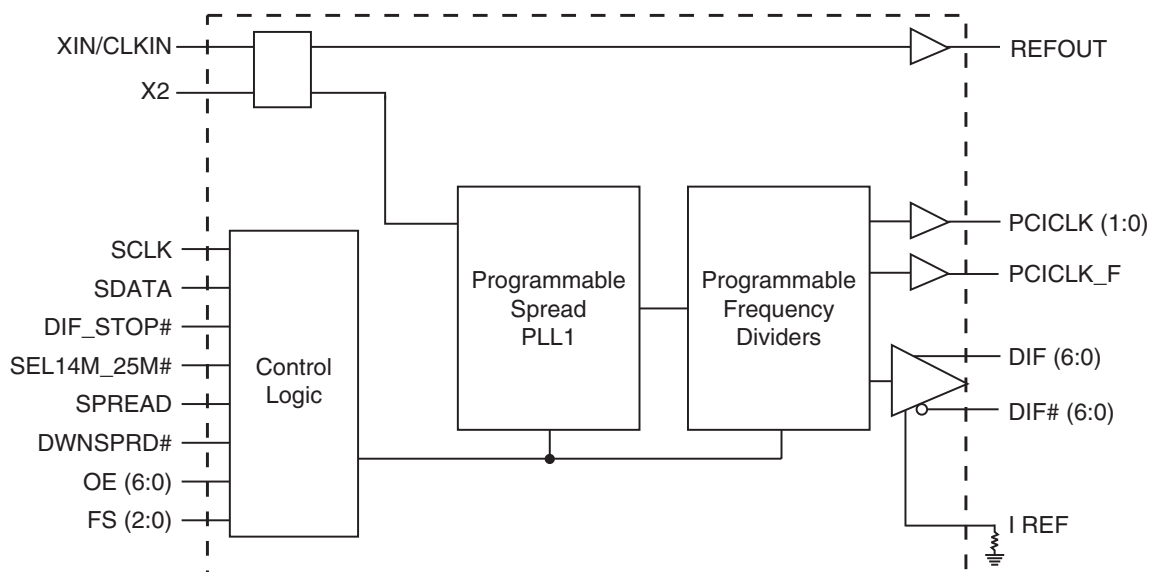 XIN/CLKIN
X2
REFOUT
SCLK
SDATA
DIF_STOP#
SEL14M_25M#
SPREAD
DWNSPRD#
OE (6:0)
FS (2:0)
Control
Logic
Programmable
Spread
PLL1
Programmable
Frequency
Dividers
PCICLK (1:0)
PCICLK_F
DIF (6:0)
DIF# (6:0)
I REF